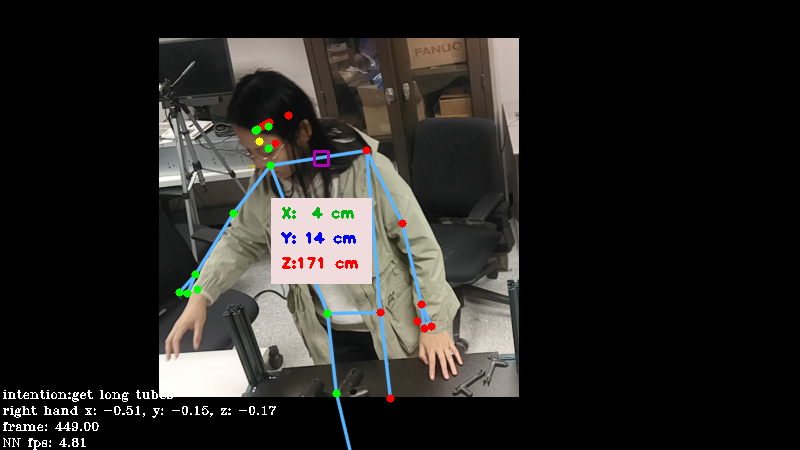 FANUC
X: 4 cm
Y: 14 cm
Z:171 cm
intention:get long tubes
right hand x: -0.51, y: -0.15, z: -0.17
frame: 449.00
NN fps: 4.81